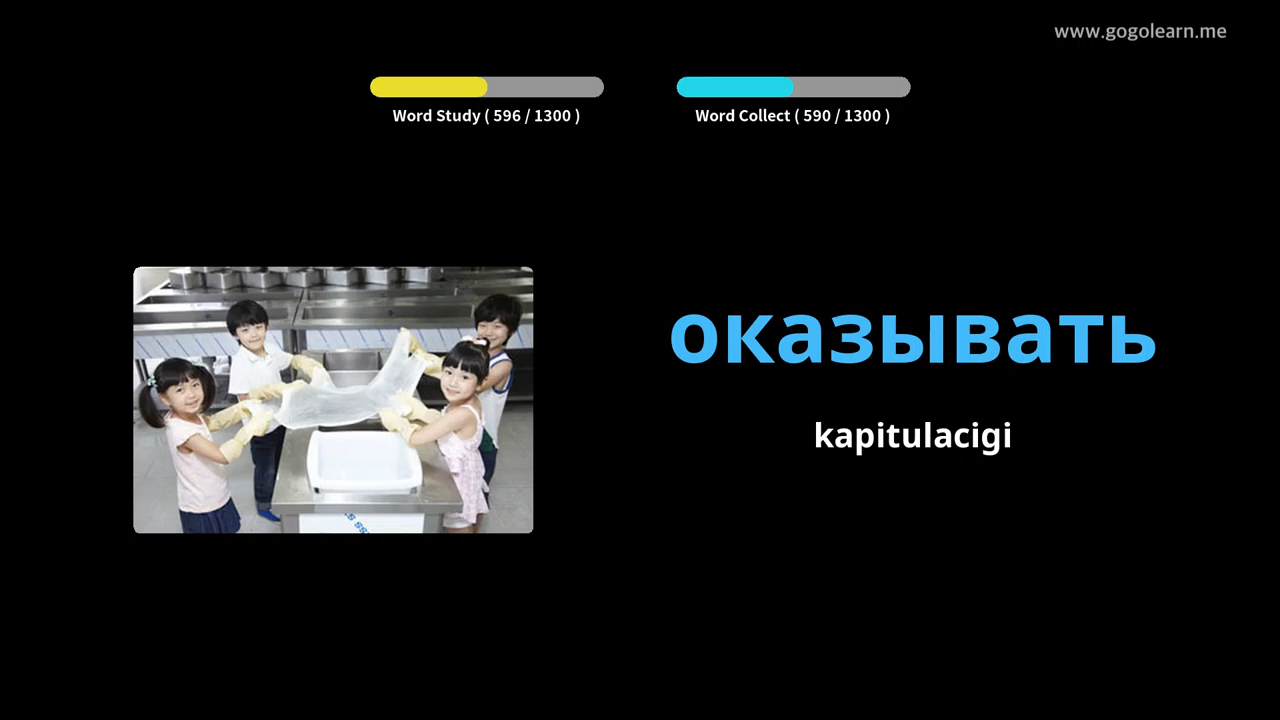 www.gogolearn.me
Word Study ( 596 / 1300 )
Word Collect ( 590 / 1300 )
оказывать
kapitulacigi